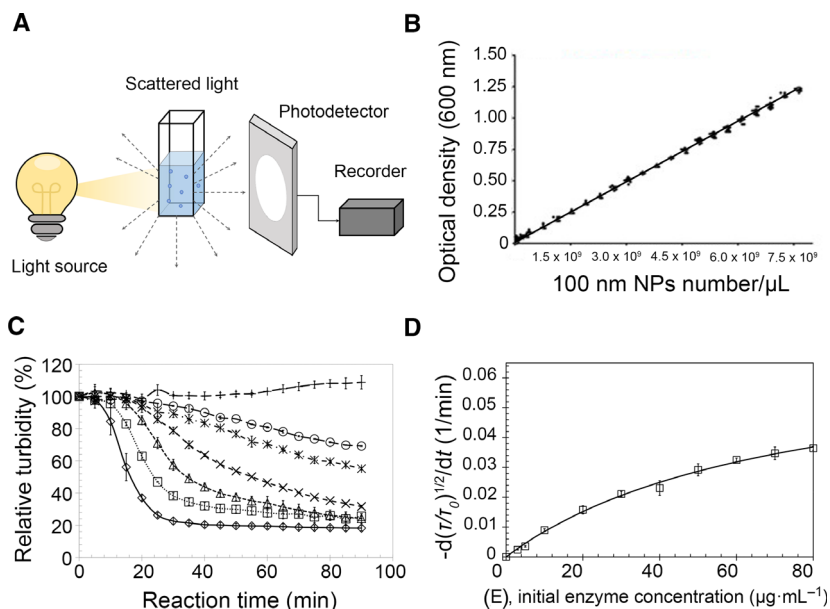 A
Scattered light
Photodetector
Recorder
Light source
B
Optical density (600 nm)
1.50
1.25
1.00
0.75
0.50
0.25
0
1.5 x 10⁹
3.0 x 10⁹
4.5 x 10⁹
6.0 x 10⁹
7.5 x 10⁹
100 nm NPs number/µL
C
Relative turbidity (%)
120
100
80
60
40
20
0
0
20
40
60
80
100
Reaction time (min)
D
-d(τ/τ₀)¹/²/dt (1/min)
0.06
0.05
0.04
0.03
0.02
0.01
0
0
20
40
60
80
(E), initial enzyme concentration (µg·mL⁻¹)